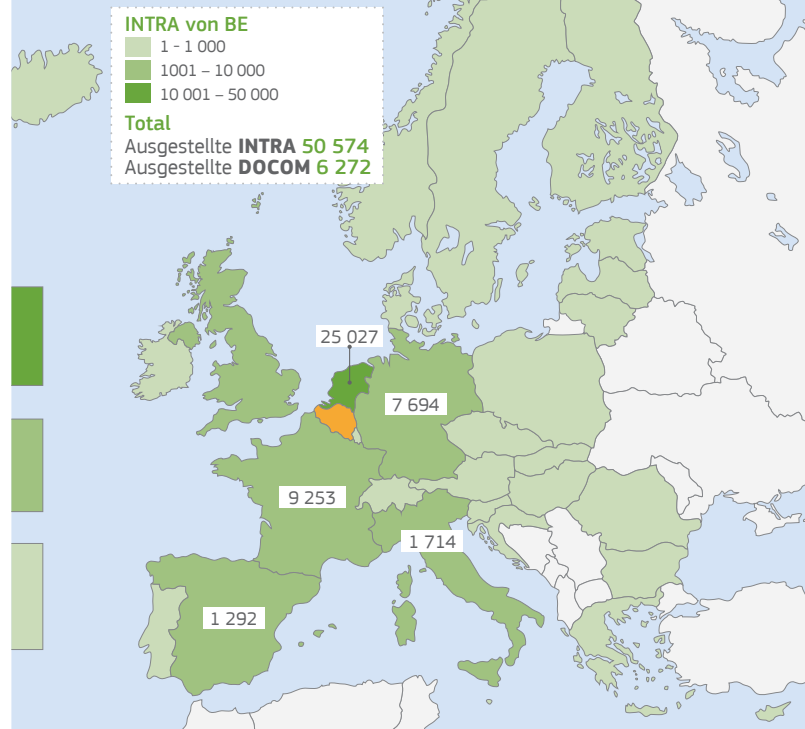 INTRA von BE
1 - 1 000
1001 – 10 000
10 001 – 50 000
Total
Ausgestellte INTRA 50 574
Ausgestellte DOCOM 6 272
25 027
7 694
9 253
1 714
1 292